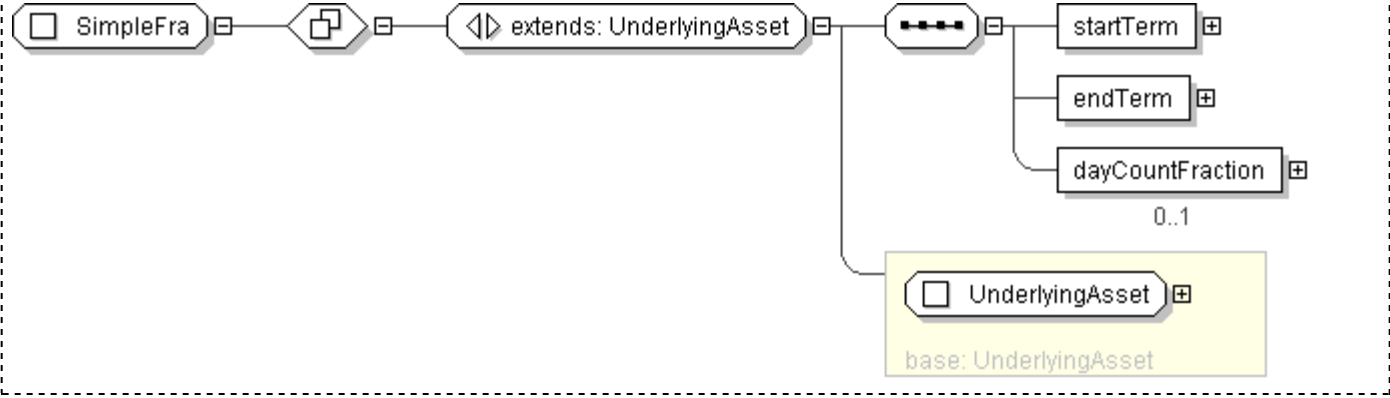 SimpleFra
extends: UnderlyingAsset
startTerm
endTerm
dayCountFraction
0..1
UnderlyingAsset
base: UnderlyingAsset